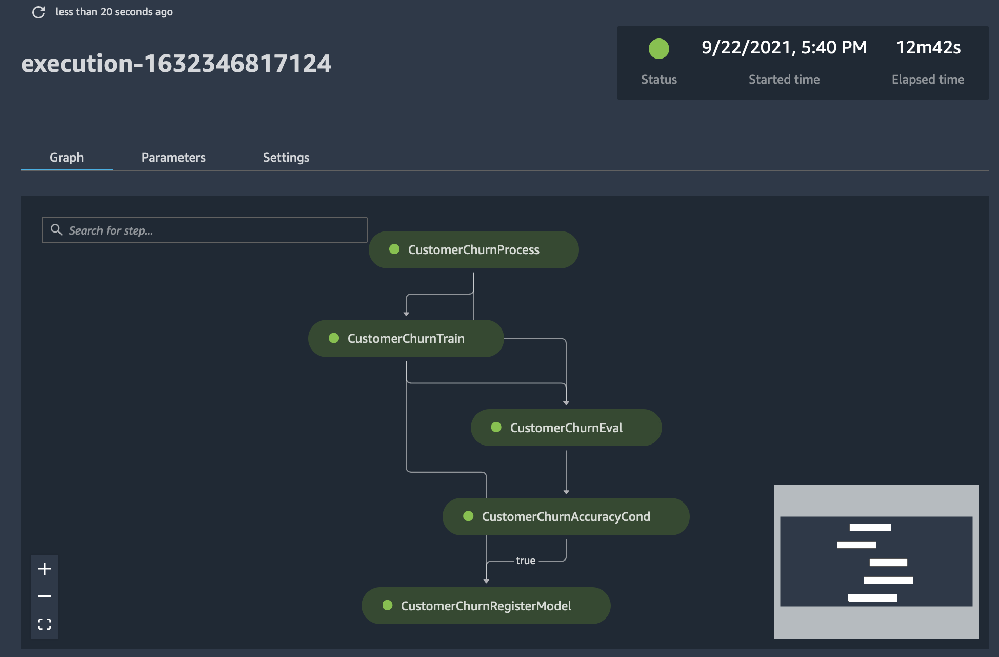 less than 20 seconds ago
execution-1632346817124
9/22/2021, 5:40 PM
12m42s
Status
Started time
Elapsed time
Graph
Parameters
Settings
Search for step...
CustomerChurnProcess
CustomerChurnTrain
CustomerChurnEval
CustomerChurnAccuracyCond
true
CustomerChurnRegisterModel